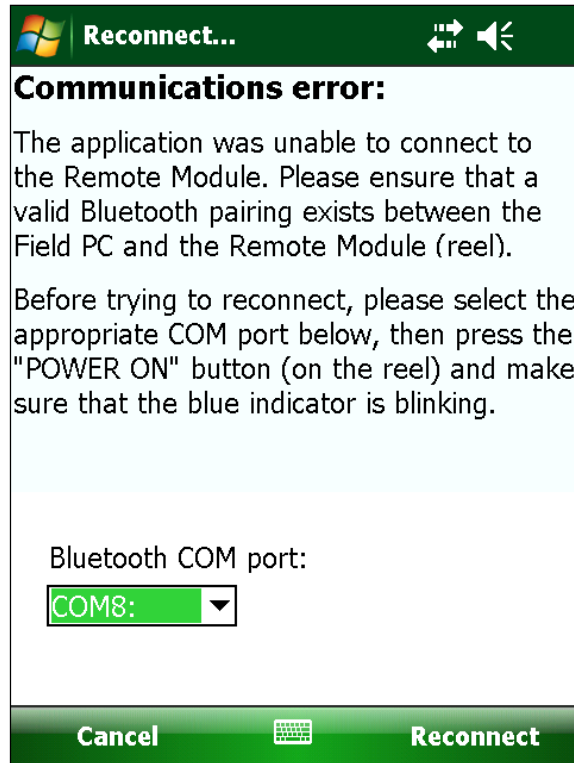 Reconnect...
Communications error:
The application was unable to connect to
the Remote Module. Please ensure that a
valid Bluetooth pairing exists between the
Field PC and the Remote Module (reel).
Before trying to reconnect, please select the
appropriate COM port below, then press the
"POWER ON" button (on the reel) and make
sure that the blue indicator is blinking.
Bluetooth COM port:
COM8:
Cancel Reconnect